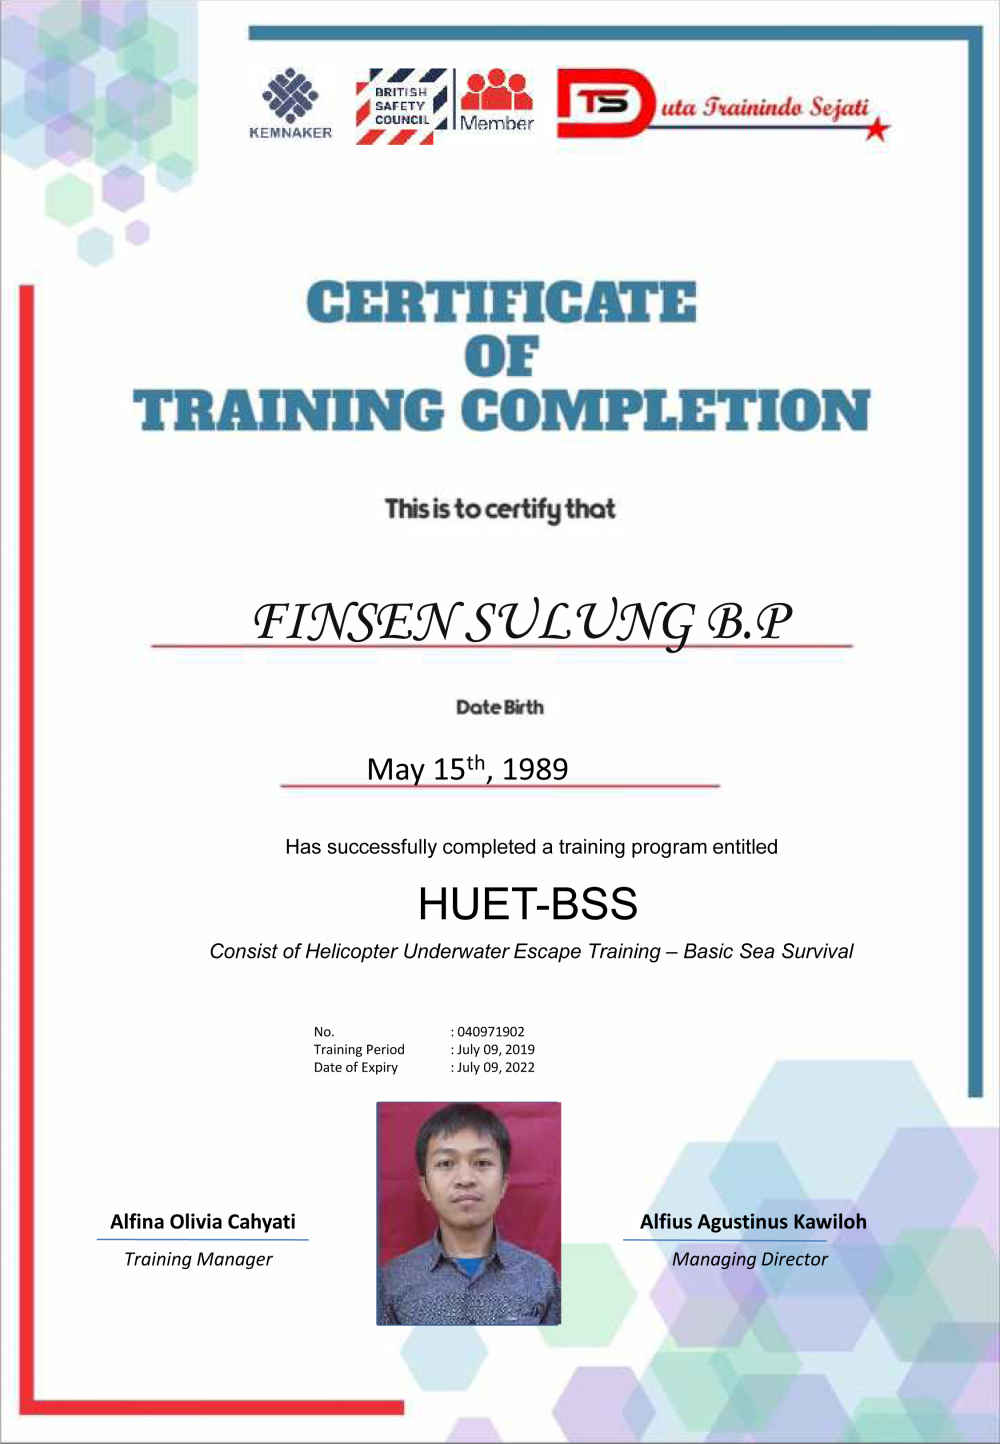 KEMNAKER
BRITISH
SAFETY
COUNCIL
Member
DTS uta Trainindo Sejati
CERTIFICATE
OF
TRAINING COMPLETION
This is to certify that
FINSEN SULUNG B.P
Date Birth
May 15th, 1989
Has successfully completed a training program entitled
HUET-BSS
Consist of Helicopter Underwater Escape Training – Basic Sea Survival
No. : 040971902
Training Period : July 09, 2019
Date of Expiry : July 09, 2022
Alfina Olivia Cahyati
Training Manager
Alfius Agustinus Kawiloh
Managing Director